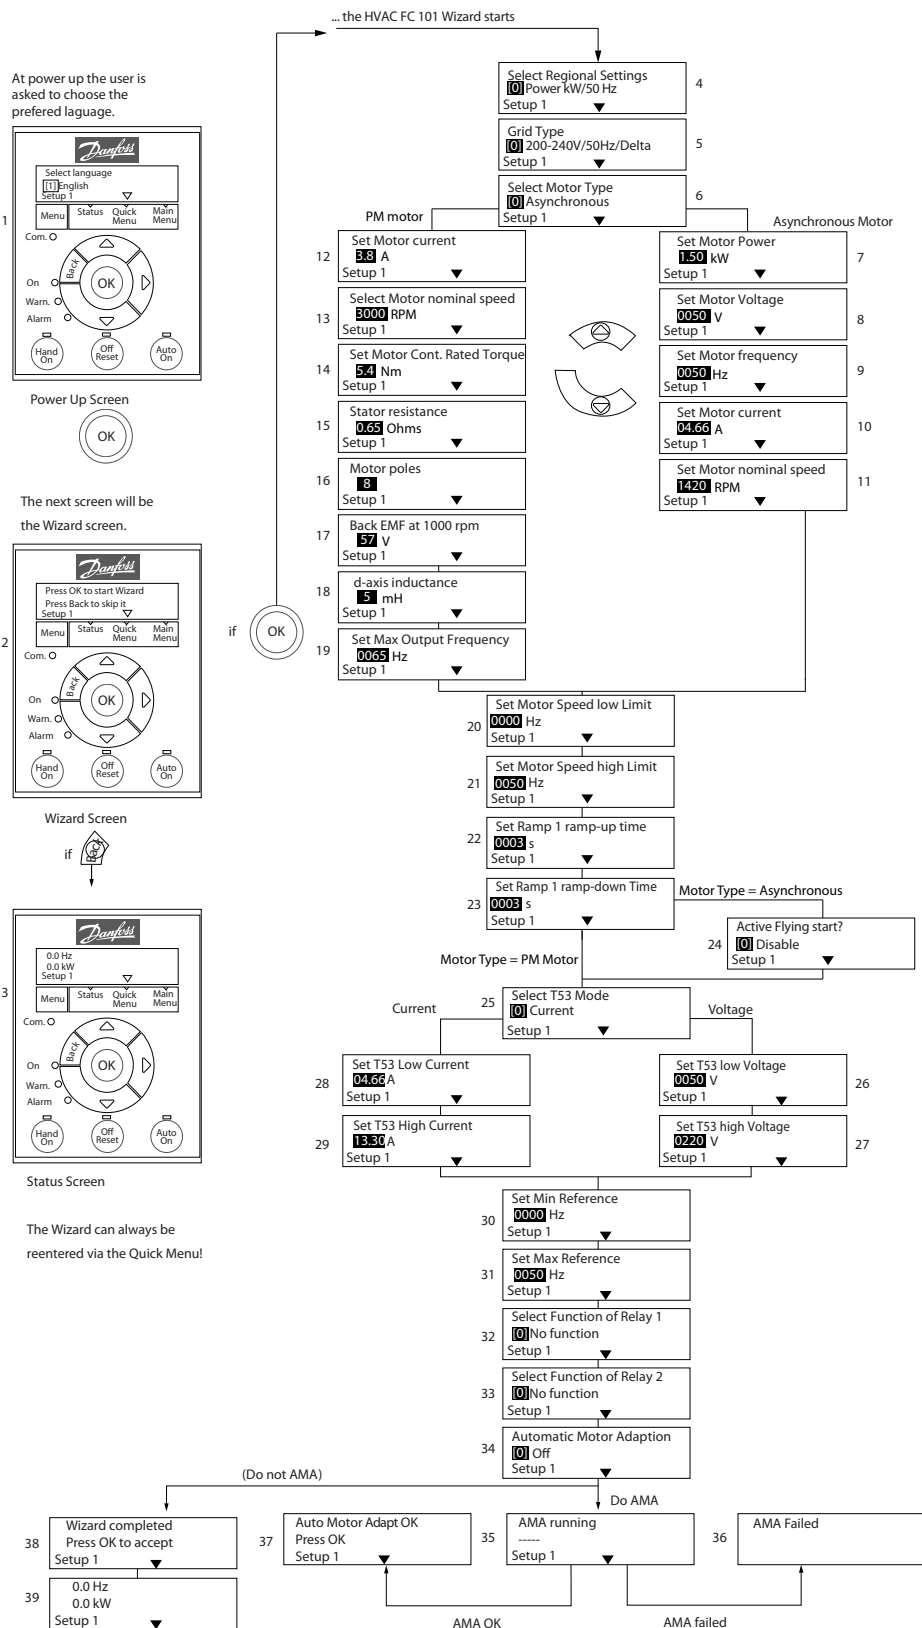 ... the HVAC FC 101 Wizard starts
At power up the user is
asked to choose the
prefered laguage.
1
Danfoss
Select language
[1] English
Setup 1
Menu
Status
Quick
Menu
Main
Menu
Com.
Back
OK
On
Warn.
Alarm
Hand
On
Off
Reset
Auto
On
Power Up Screen
OK
The next screen will be
the Wizard screen.
2
Danfoss
Press OK to start Wizard
Press Back to skip it
Setup 1
Menu
Status
Quick
Menu
Main
Menu
Com.
Back
OK
On
Warn.
Alarm
Hand
On
Off
Reset
Auto
On
Wizard Screen
if
Back
3
Danfoss
0.0 Hz
0.0 kW
Setup 1
Menu
Status
Quick
Menu
Main
Menu
Com.
Back
OK
On
Warn.
Alarm
Hand
On
Off
Reset
Auto
On
Status Screen
The Wizard can always be
reentered via the Quick Menu!
if
OK
Select Regional Settings
[0] Power kW/50 Hz
Setup 1
4
Grid Type
[0] 200-240V/50Hz/Delta
Setup 1
5
Select Motor Type
[0] Asynchronous
Setup 1
6
PM motor
Asynchronous Motor
12
Set Motor current
3.8 A
Setup 1
13
Select Motor nominal speed
3000 RPM
Setup 1
14
Set Motor Cont. Rated Torque
5.4 Nm
Setup 1
15
Stator resistance
0.65 Ohms
Setup 1
16
Motor poles
8
Setup 1
17
Back EMF at 1000 rpm
57 V
Setup 1
18
d-axis inductance
5 mH
Setup 1
19
Set Max Output Frequency
0065 Hz
Setup 1
Set Motor Power
1.50 kW
Setup 1
7
Set Motor Voltage
0050 V
Setup 1
8
Set Motor frequency
0050 Hz
Setup 1
9
Set Motor current
04.66 A
Setup 1
10
Set Motor nominal speed
1420 RPM
Setup 1
11
20
Set Motor Speed low Limit
0000 Hz
Setup 1
21
Set Motor Speed high Limit
0050 Hz
Setup 1
22
Set Ramp 1 ramp-up time
0003 s
Setup 1
23
Set Ramp 1 ramp-down Time
0003 s
Setup 1
Motor Type = Asynchronous
24
Active Flying start?
[0] Disable
Setup 1
Motor Type = PM Motor
25
Select T53 Mode
[0] Current
Setup 1
Current
Voltage
28
Set T53 Low Current
04.66 A
Setup 1
29
Set T53 High Current
13.30 A
Setup 1
Set T53 low Voltage
0050 V
Setup 1
26
Set T53 high Voltage
0220 V
Setup 1
27
30
Set Min Reference
0000 Hz
Setup 1
31
Set Max Reference
0050 Hz
Setup 1
32
Select Function of Relay 1
[0] No function
Setup 1
33
Select Function of Relay 2
[0] No function
Setup 1
34
Automatic Motor Adaption
[0] Off
Setup 1
(Do not AMA)
Do AMA
38
Wizard completed
Press OK to accept
Setup 1
37
Auto Motor Adapt OK
Press OK
Setup 1
35
AMA running
-----
Setup 1
36
AMA Failed
39
0.0 Hz
0.0 kW
Setup 1
AMA OK
AMA failed